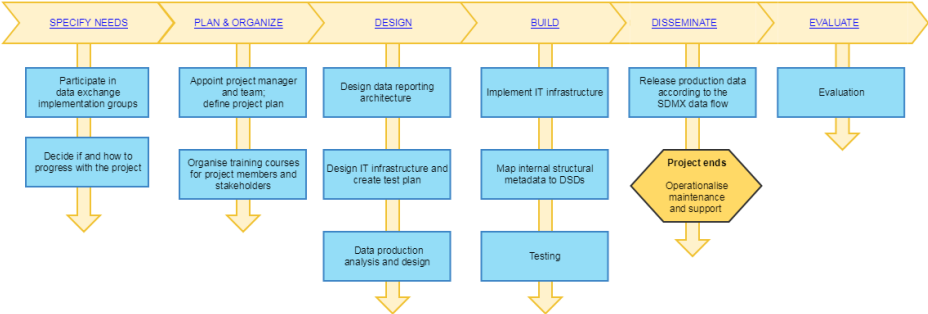 SPECIFY NEEDS
PLAN & ORGANIZE
DESIGN
BUILD
DISSEMINATE
EVALUATE
Participate in
data exchange
implementation groups
Decide if and how to
progress with the project
Appoint project manager
and team;
define project plan
Organise training courses
for project members and
stakeholders
Design data reporting
architecture
Design IT infrastructure and
create test plan
Data production
analysis and design
Implement IT infrastructure
Map internal structural
metadata to DSDs
Testing
Release production data
according to the
SDMX data flow
Project ends
Operationalise
maintenance
and support
Evaluation